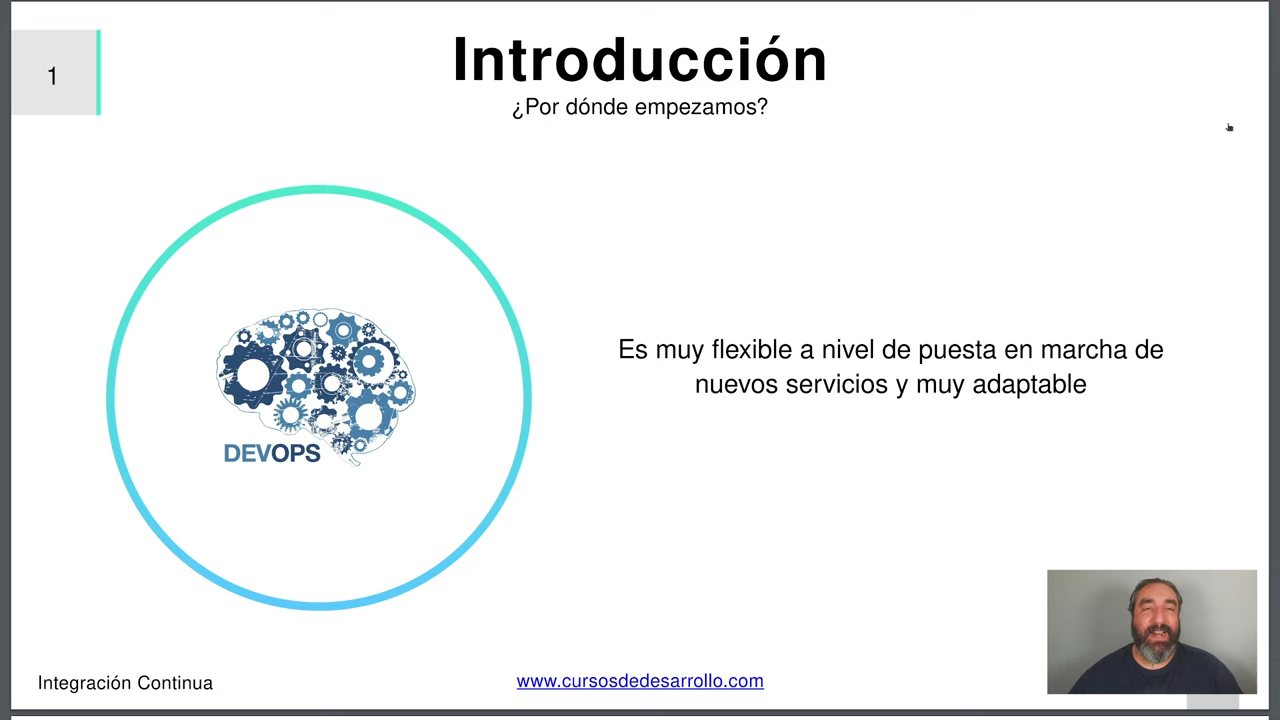 1
Introducción
¿Por dónde empezamos?
Es muy flexible a nivel de puesta en marcha de
nuevos servicios y muy adaptable
DEVOPS
Integración Continua
www.cursosdedesarrollo.com